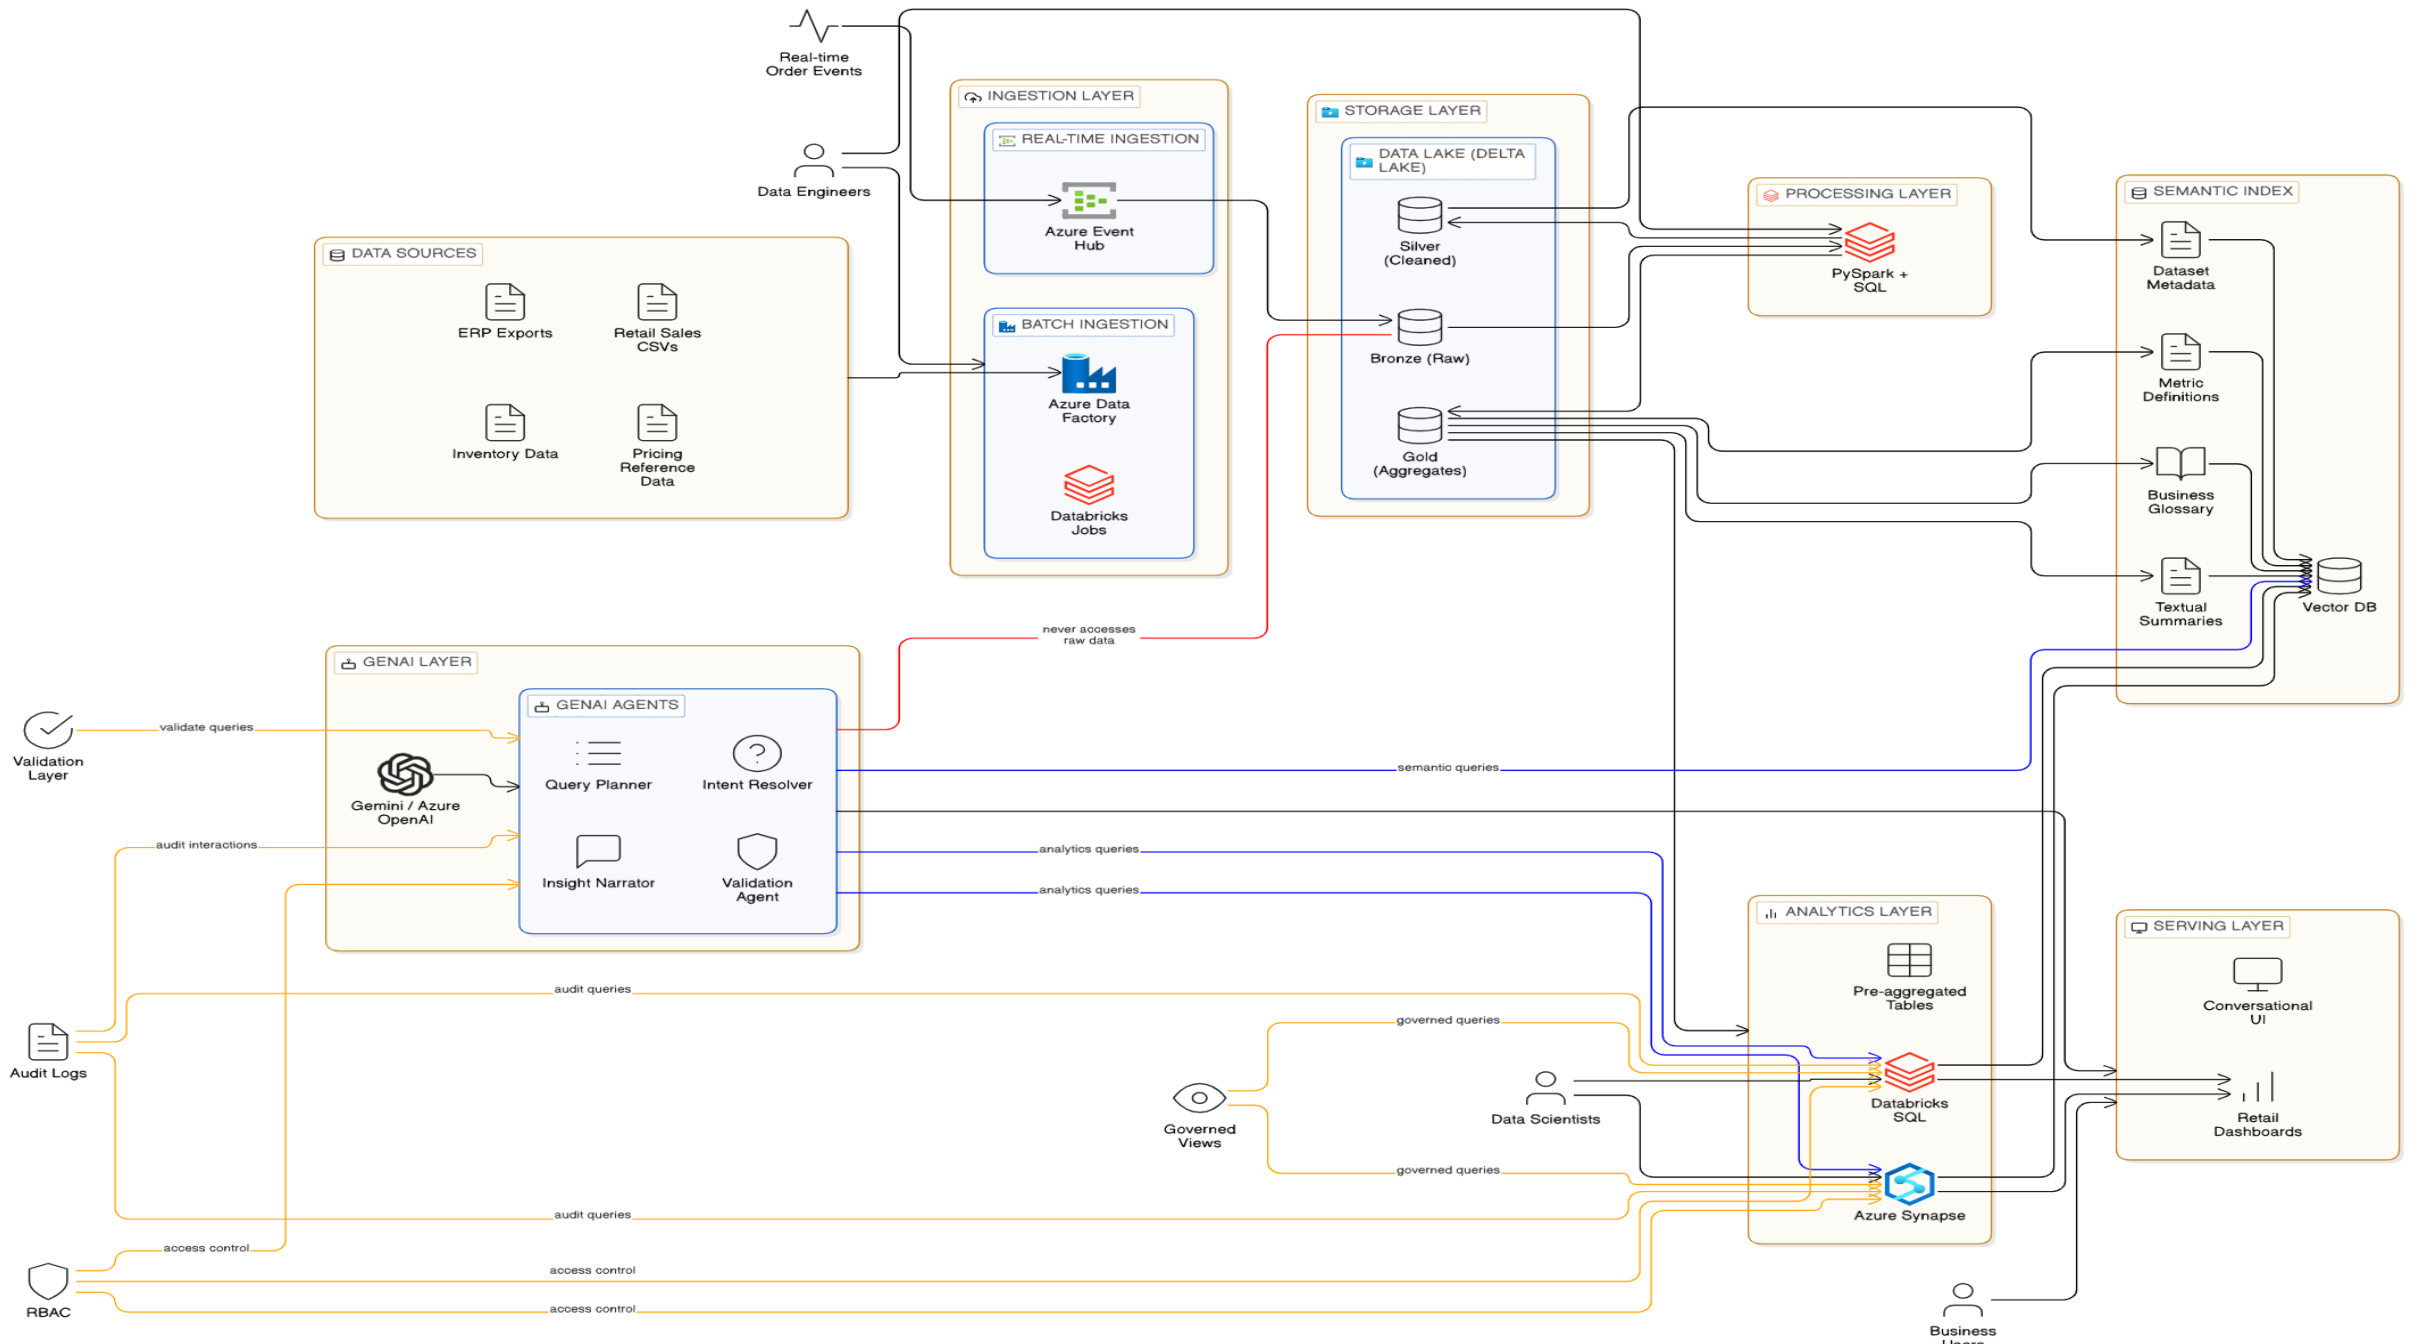 Real-time
Order Events
Data Engineers
DATA SOURCES
ERP Exports
Retail Sales
CSVs
Inventory Data
Pricing
Reference
Data
INGESTION LAYER
REAL-TIME INGESTION
Azure Event
Hub
BATCH INGESTION
Azure Data
Factory
Databricks
Jobs
STORAGE LAYER
DATA LAKE (DELTA
LAKE)
Silver
(Cleaned)
Bronze (Raw)
Gold
(Aggregates)
PROCESSING LAYER
PySpark +
SQL
SEMANTIC INDEX
Dataset
Metadata
Metric
Definitions
Business
Glossary
Textual
Summaries
Vector DB
never accesses
raw data
GENAI LAYER
GENAI AGENTS
Query Planner
Intent Resolver
Insight Narrator
Validation
Agent
Gemini / Azure
OpenAI
Validation
Layer
validate queries
audit interactions
semantic queries
analytics queries
analytics queries
Audit Logs
audit queries
audit queries
RBAC
access control
access control
access control
Governed
Views
governed queries
governed queries
Data Scientists
ANALYTICS LAYER
Pre-aggregated
Tables
Databricks
SQL
Azure Synapse
SERVING LAYER
Conversational
UI
Retail
Dashboards
Business
Users